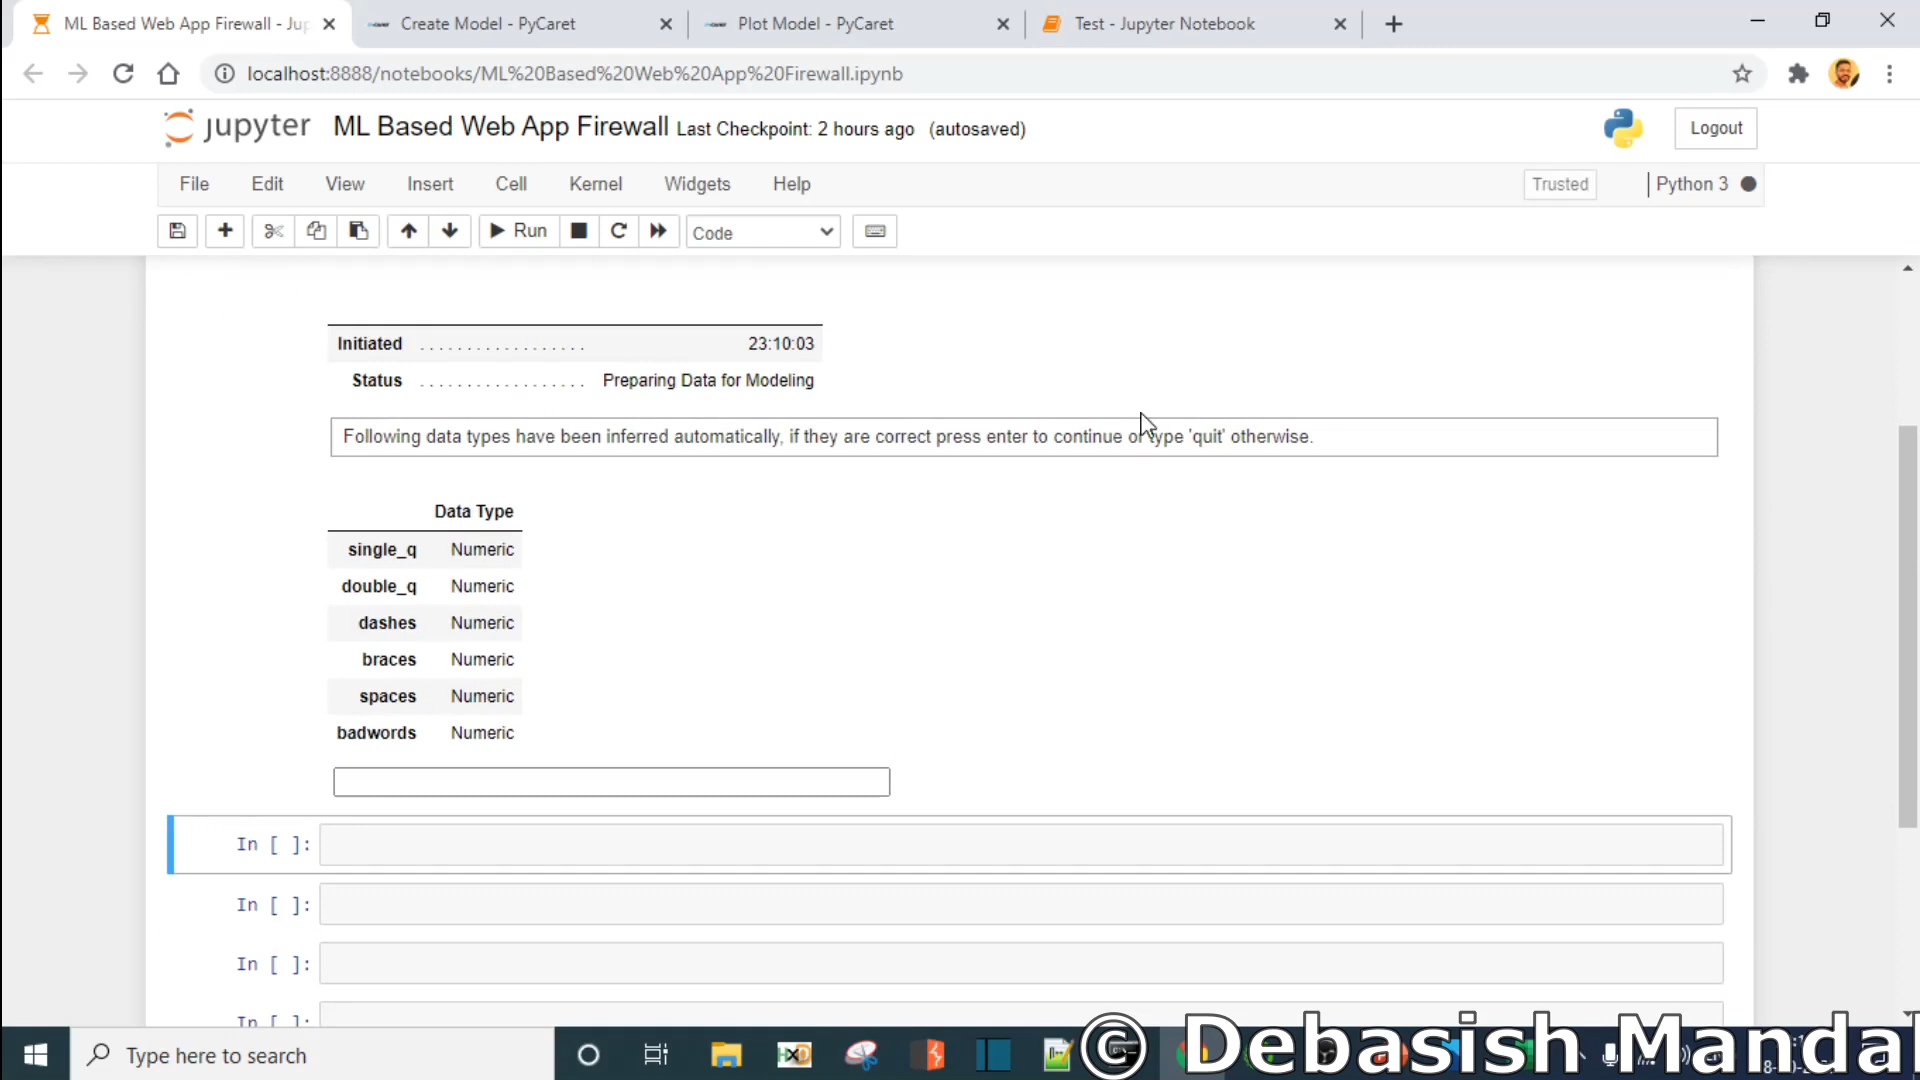 ML Based Web App Firewall - Jup
Create Model - PyCaret
Plot Model - PyCaret
Test - Jupyter Notebook
localhost:8888/notebooks/ML%20Based%20Web%20App%20Firewall.ipynb
jupyter ML Based Web App Firewall Last Checkpoint: 2 hours ago (autosaved)
Logout
File Edit View Insert Cell Kernel Widgets Help
Trusted
Python 3
Run
Code
Initiated . . . . . . . . . . . . . . . . . . 23:10:03
Status . . . . . . . . . . . . . . . . . . Preparing Data for Modeling
Following data types have been inferred automatically, if they are correct press enter to continue or type 'quit' otherwise.
Data Type
single_q Numeric
double_q Numeric
dashes Numeric
braces Numeric
spaces Numeric
badwords Numeric
In [ ]:
In [ ]:
In [ ]:
In [ ]:
Type here to search
© Debasish Mandal